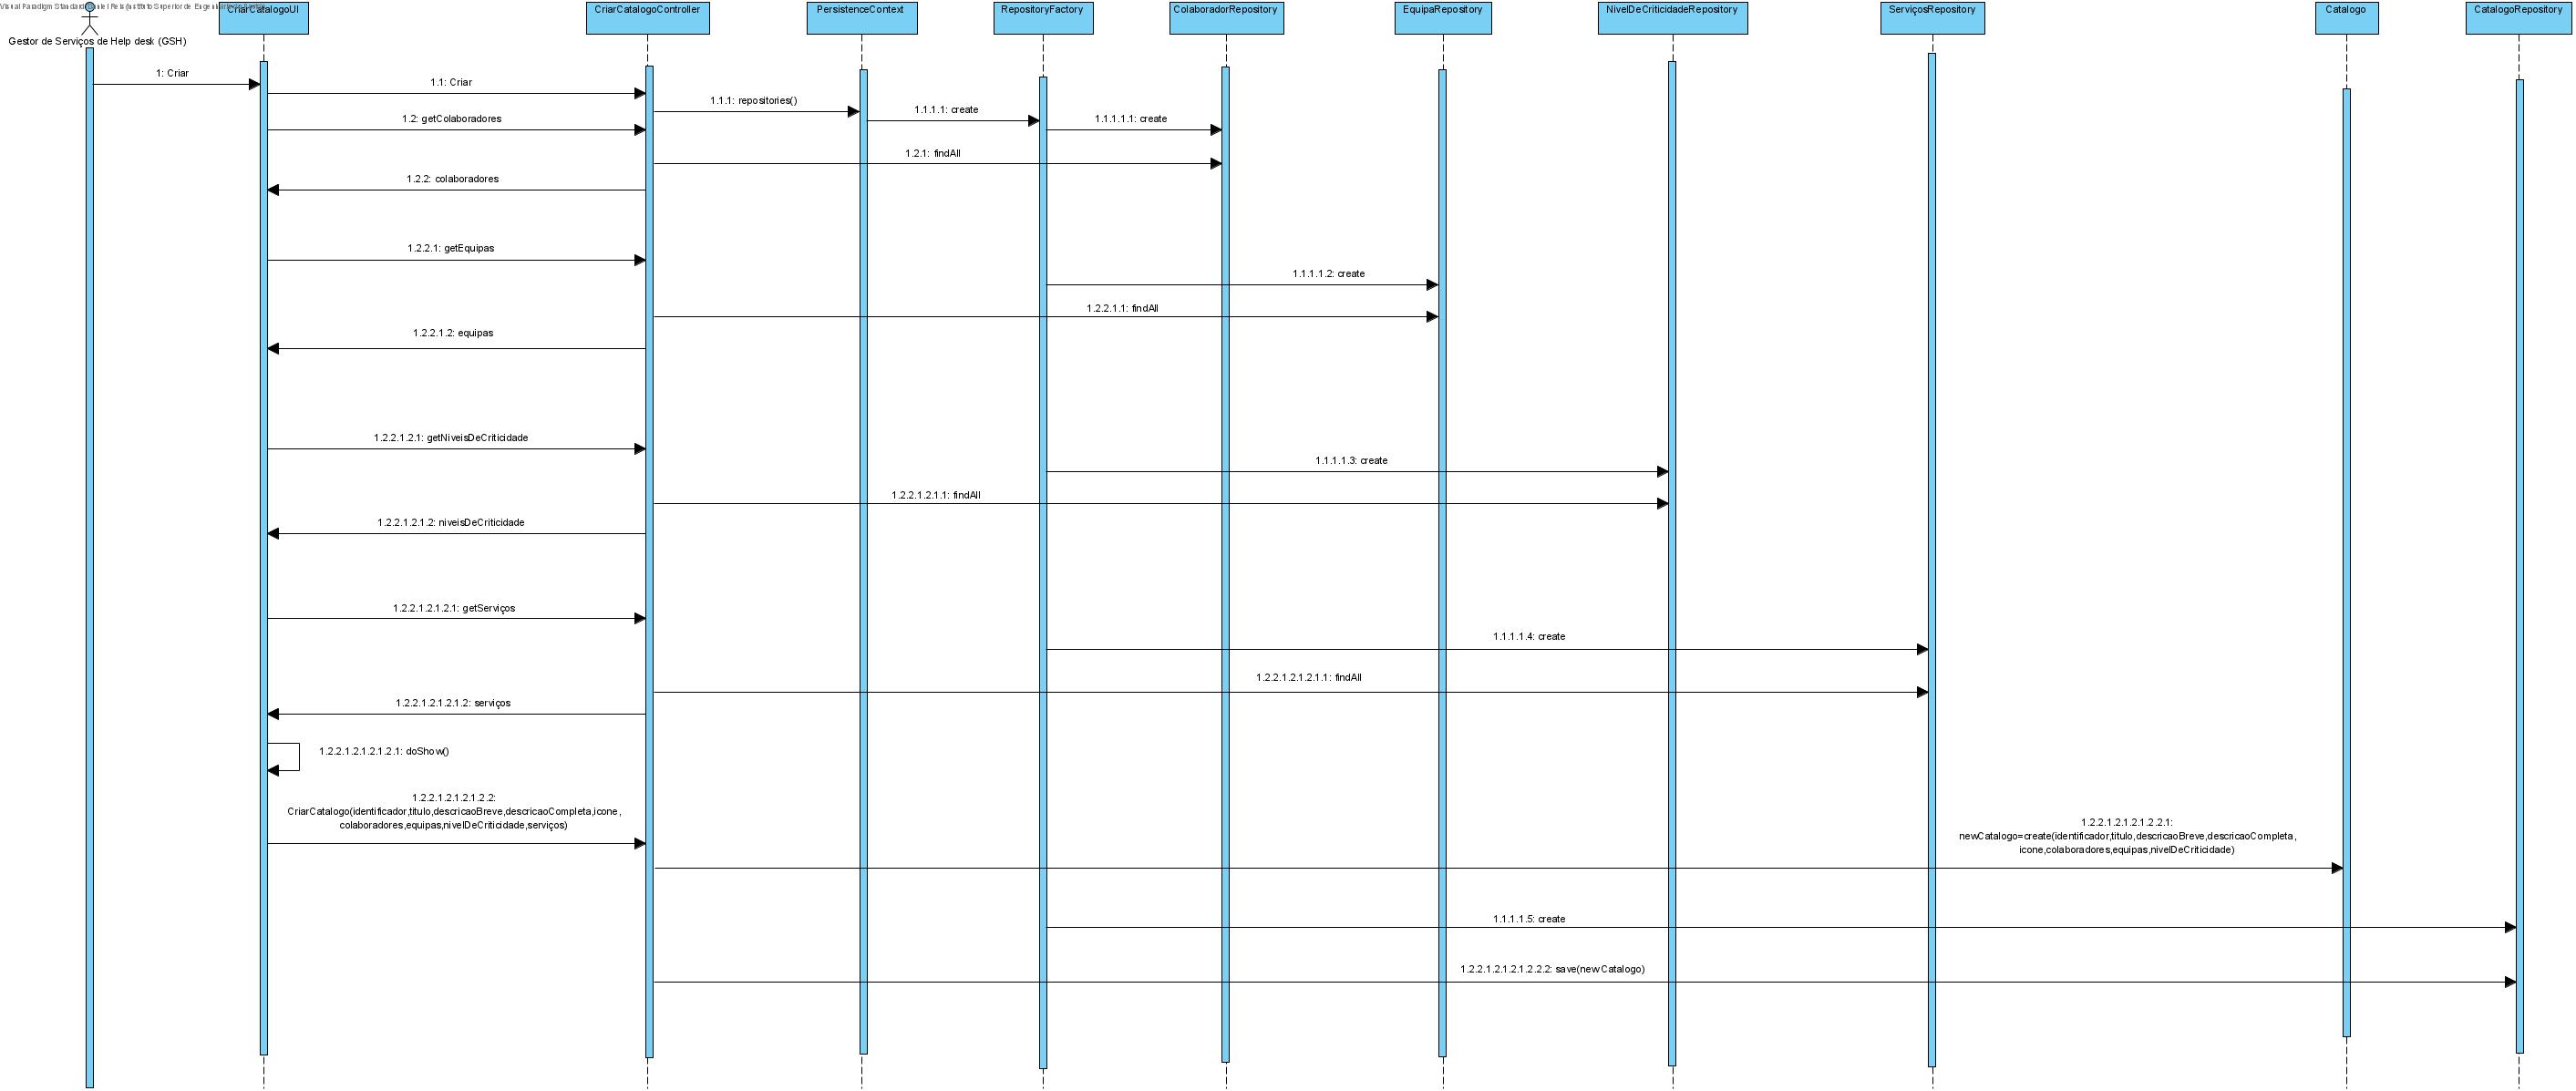 Visual Paradigm Standard
Gestor de Serviços de Help desk (GSH)
CriarCatalogoUI
CriarCatalogoController
PersistenceContext
RepositoryFactory
ColaboradorRepository
EquipaRepository
NivelDeCriticidadeRepository
ServiçosRepository
Catalogo
CatalogoRepository
1: Criar
1.1: Criar
1.1.1: repositories()
1.1.1.1: create
1.1.1.1.1: create
1.2: getColaboradores
1.2.1: findAll
1.2.2: colaboradores
1.2.2.1: getEquipas
1.1.1.1.2: create
1.2.2.1.1: findAll
1.2.2.1.2: equipas
1.2.2.1.2.1: getNiveisDeCriticidade
1.1.1.1.3: create
1.2.2.1.2.1.1: findAll
1.2.2.1.2.1.2: niveisDeCriticidade
1.2.2.1.2.1.2.1: getServiços
1.1.1.1.4: create
1.2.2.1.2.1.2.1.1: findAll
1.2.2.1.2.1.2.1.2: serviços
1.2.2.1.2.1.2.1.2.1: doShow()
1.2.2.1.2.1.2.1.2.2:
CriarCatalogo(identificador,titulo,descricaoBreve,descricaoCompleta,icone,
colaboradores,equipas,nivelDeCriticidade,serviços)
1.2.2.1.2.1.2.1.2.2.1:
newCatalogo=create(identificador,titulo,descricaoBreve,descricaoCompleta,
icone,colaboradores,equipas,nivelDeCriticidade)
1.1.1.1.5: create
1.2.2.1.2.1.2.1.2.2.2: save(newCatalogo)